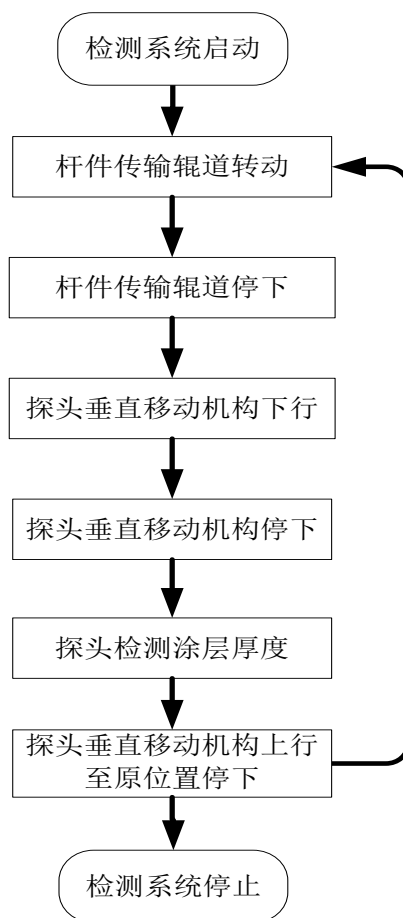 检测系统启动
杆件传输辊道转动
杆件传输辊道停下
探头垂直移动机构下行
探头垂直移动机构停下
探头检测涂层厚度
探头垂直移动机构上行
至原位置停下
检测系统停止